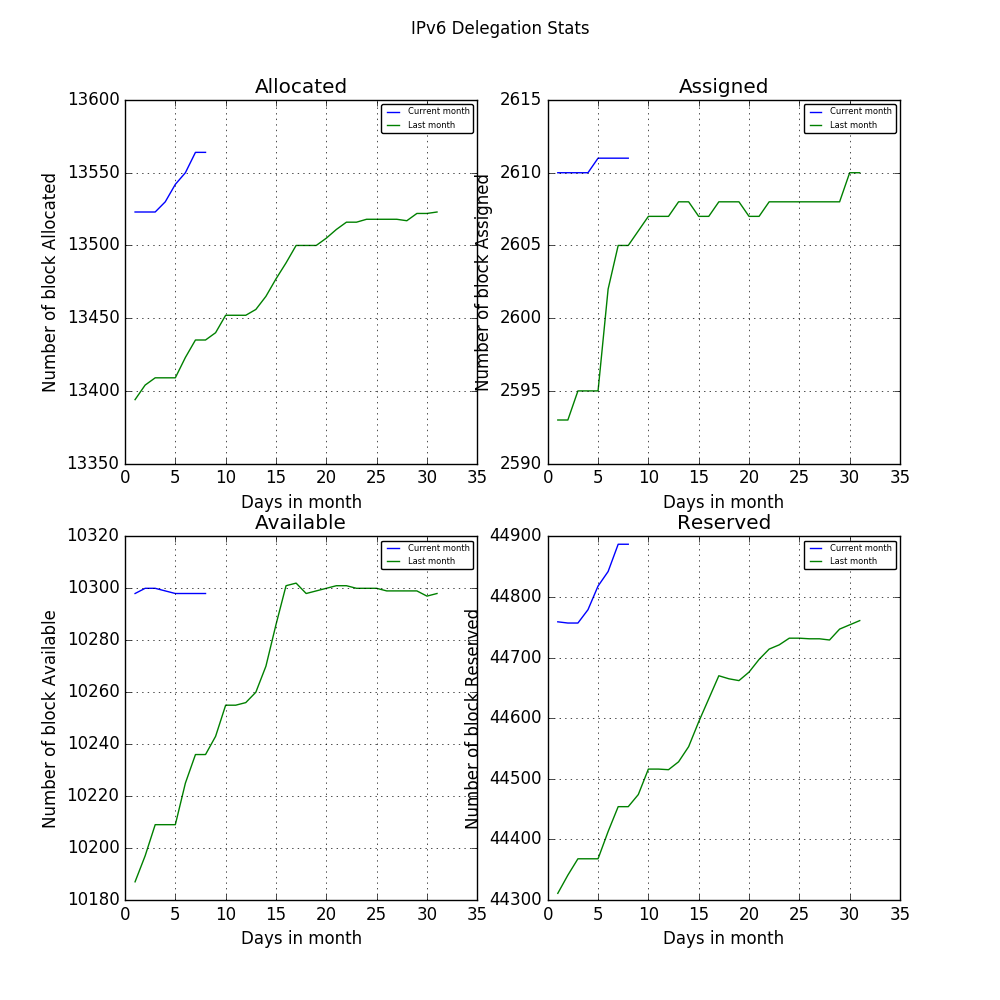 IPv6 Delegation Stats
Allocated
Number of block Allocated
13600
13550
13500
13450
13400
13350
Current month
Last month
0 5 10 15 20 25 30 35
Days in month
Assigned
Number of block Assigned
2615
2610
2605
2600
2595
2590
Current month
Last month
0 5 10 15 20 25 30 35
Days in month
Available
Number of block Available
10320
10300
10280
10260
10240
10220
10200
10180
Current month
Last month
0 5 10 15 20 25 30 35
Days in month
Reserved
Number of block Reserved
44900
44800
44700
44600
44500
44400
44300
Current month
Last month
0 5 10 15 20 25 30 35
Days in month